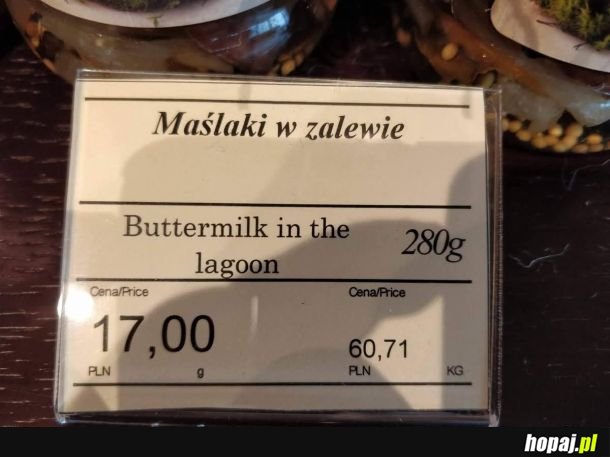 Maślaki w zalewie
Buttermilk in the
lagoon
280g
Cena/Price
Cena/Price
17,00
60,71
PLN
g
PLN
KG
hopaj.pl